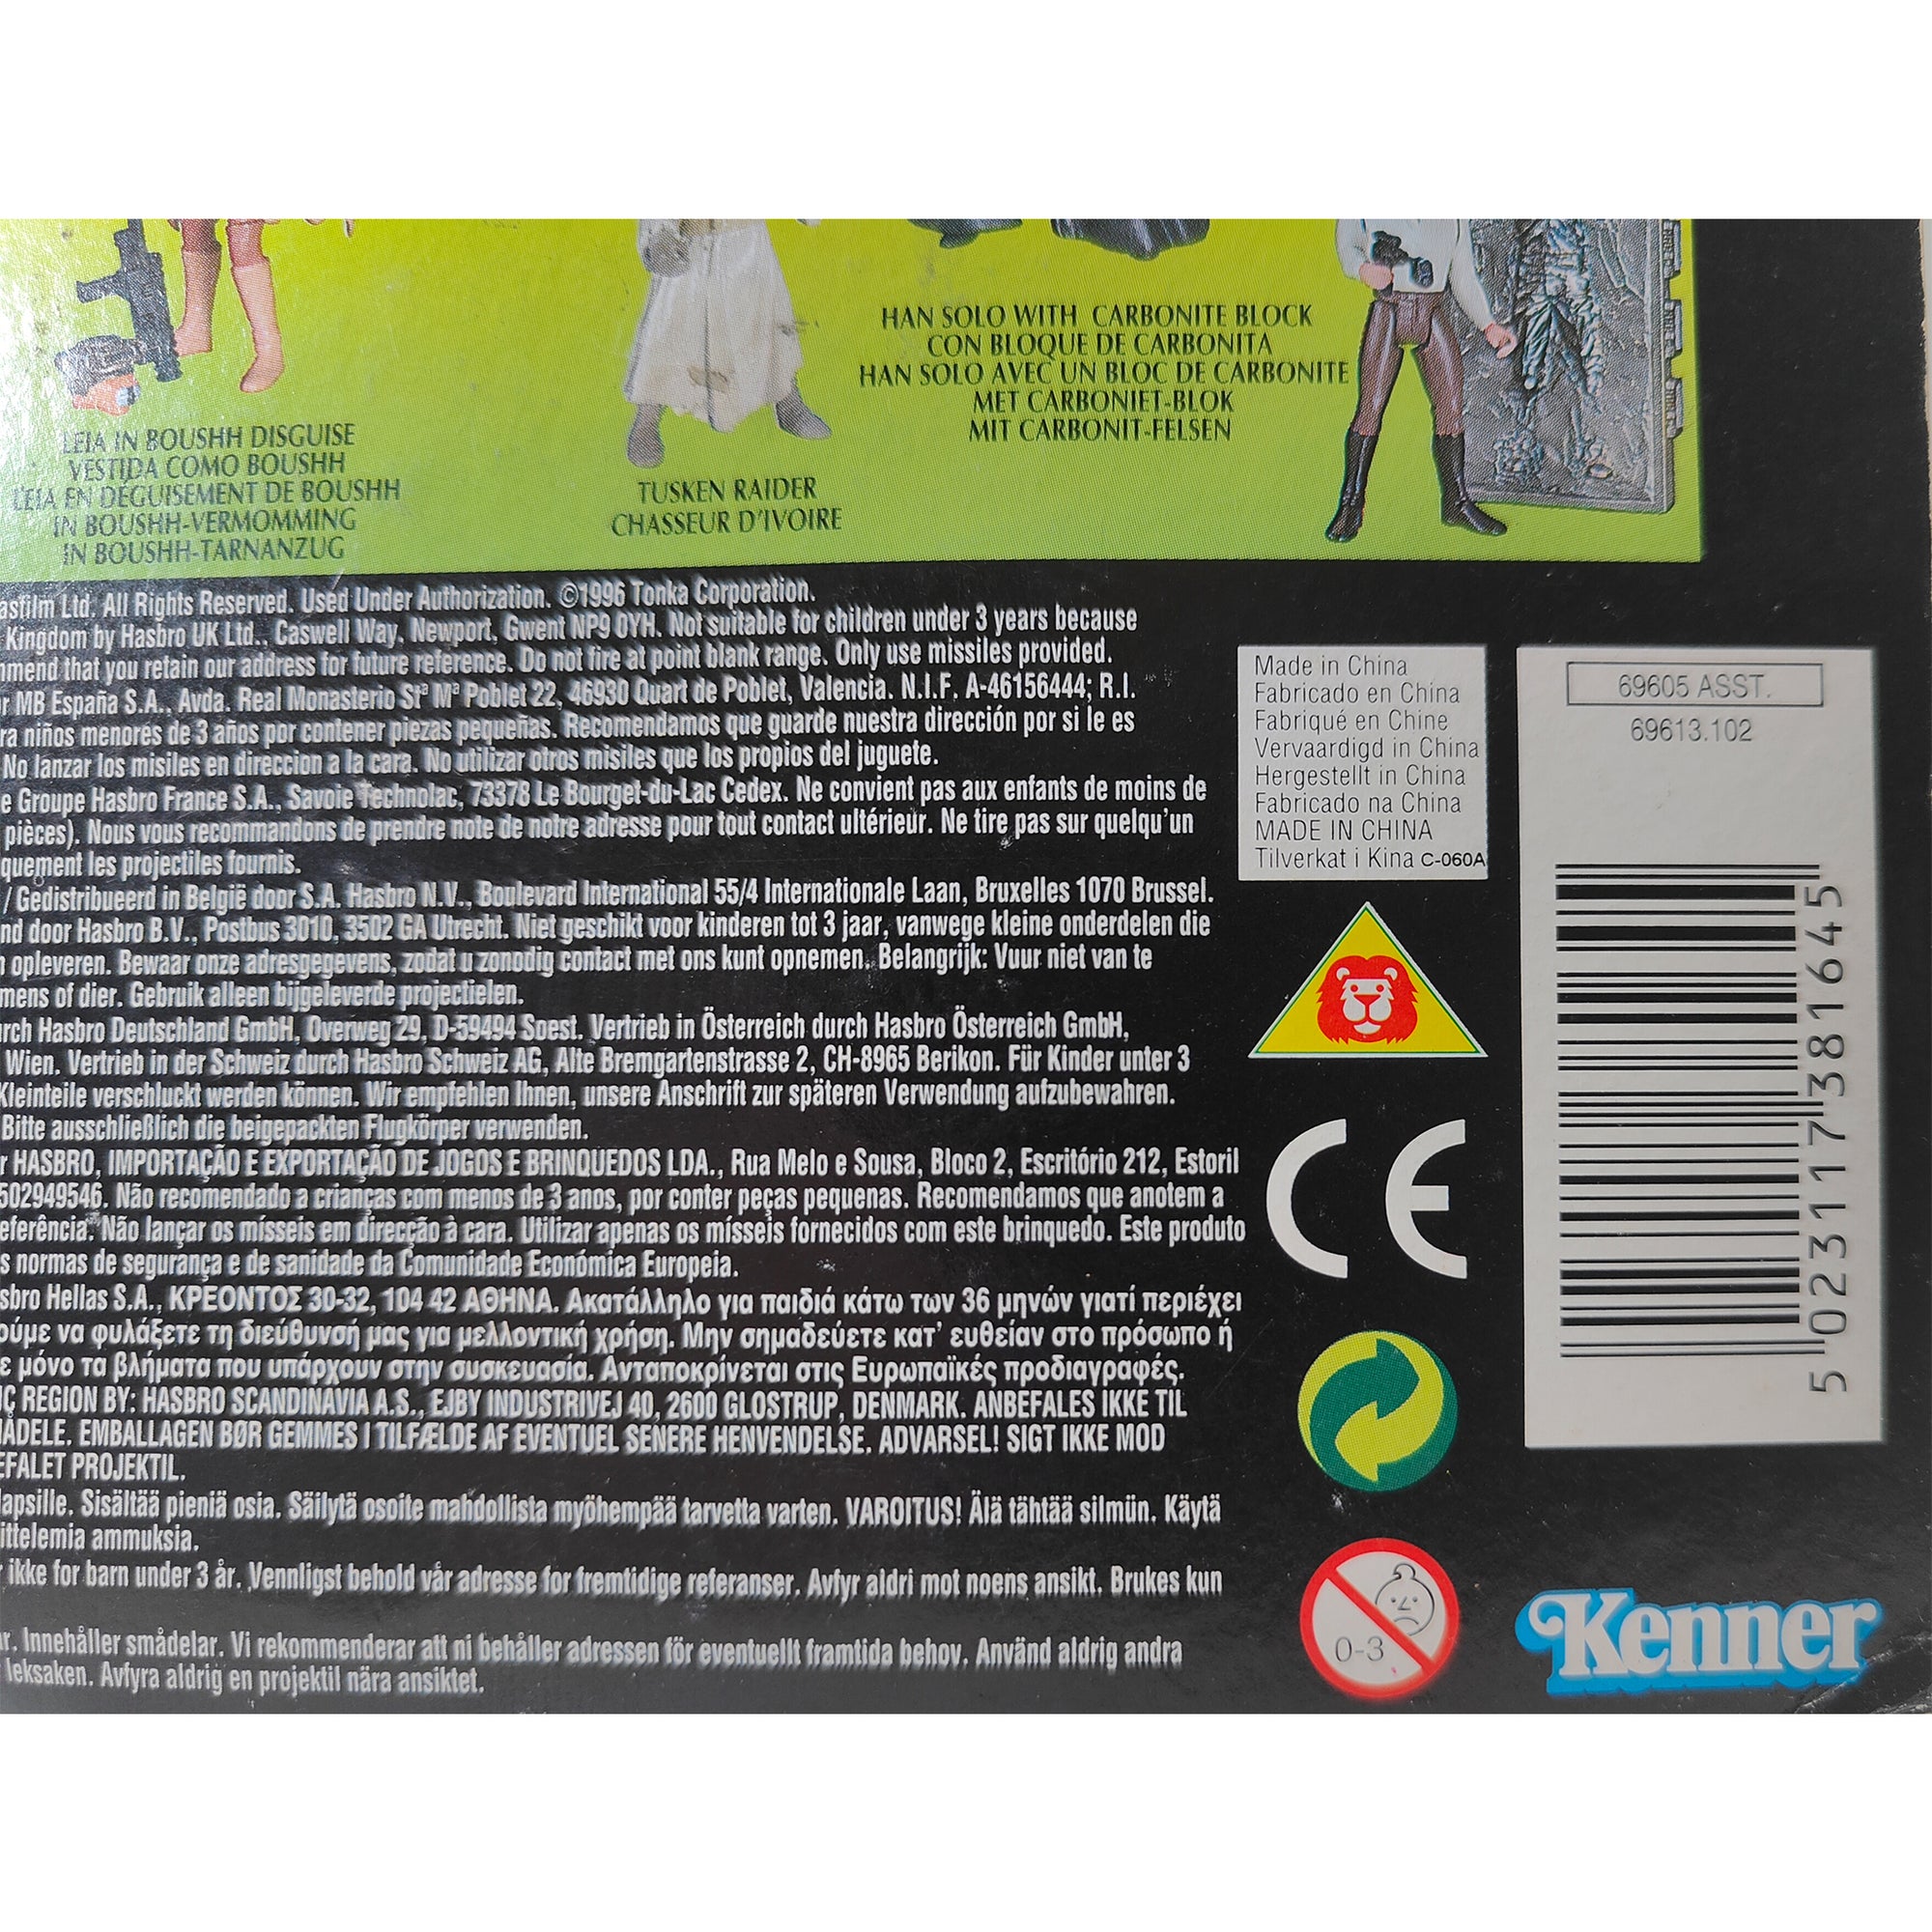 LEIA IN BOUSHH DISGUISE
VESTIDA COMO BOUSHH
LEIA EN DÉGUISEMENT DE BOUSHH
IN BOUSHH-VERMOMMING
IN BOUSHH-TARNANZUG
TUSKEN RAIDER
CHASSEUR D'IVOIRE
HAN SOLO WITH CARBONITE BLOCK
CON BLOQUE DE CARBONITA
HAN SOLO AVEC UN BLOC DE CARBONITE
MET CARBONIET-BLOK
MIT CARBONIT-FELSEN
Ltd. All Rights Reserved. Used Under Authorization. ©1996 Tonka Corporation.
Kingdom by Hasbro UK Ltd., Caswell Way, Newport, Gwent NP9 0YH. Not suitable for children under 3 years because
mmend that you retain our address for future reference. Do not fire at point blank range. Only use missiles provided.
r MB España S.A., Avda. Real Monasterio Stª Mª Poblet 22, 46930 Quart de Poblet, Valencia. N.I.F. A-46156444; R.I.
ra niños menores de 3 años por contener piezas pequeñas. Recomendamos que guarde nuestra dirección por si le es
No lanzar los misiles en direccion a la cara. No utilizar otros misiles que los propios del juguete.
e Groupe Hasbro France S.A., Savoie Technolac, 73378 Le Bourget-du-Lac Cedex. Ne convient pas aux enfants de moins de
pièces). Nous vous recommandons de prendre note de notre adresse pour tout contact ultérieur. Ne tire pas sur quelqu'un
quement les projectiles fournis.
/ Gedistribueerd in België door S.A. Hasbro N.V., Boulevard International 55/4 Internationale Laan, Bruxelles 1070 Brussel.
nd door Hasbro B.V., Postbus 3010, 3502 GA Utrecht. Niet geschikt voor kinderen tot 3 jaar, vanwege kleine onderdelen die
n opleveren. Bewaar onze adresgegevens, zodat u zonodig contact met ons kunt opnemen. Belangrijk: Vuur niet van te
mens of dier. Gebruik alleen bijgeleverde projectielen.
rch Hasbro Deutschland GmbH, Overweg 29, D-59494 Soest. Vertrieb in Österreich durch Hasbro Österreich GmbH,
Wien. Vertrieb in der Schweiz durch Hasbro Schweiz AG, Alte Bremgartenstrasse 2, CH-8965 Berikon. Für Kinder unter 3
Kleinteile verschluckt werden können. Wir empfehlen Ihnen, unsere Anschrift zur späteren Verwendung aufzubewahren.
Bitte ausschließlich die beigepackten Flugkörper verwenden.
r HASBRO, IMPORTAÇÃO E EXPORTAÇÃO DE JOGOS E BRINQUEDOS LDA., Rua Melo e Sousa, Bloco 2, Escritório 212, Estoril
502949546. Não recomendado a crianças com menos de 3 anos, por conter peças pequenas. Recomendamos que anotem a
eferência. Não lançar os mísseis em direcção à cara. Utilizar apenas os mísseis fornecidos com este brinquedo. Este produto
s normas de segurança e de sanidade da Comunidade Económica Europeia.
sbro Hellas S.A., ΚΡΕΟΝΤΟΣ 30-32, 104 42 ΑΘΗΝΑ. Ακατάλληλο για παιδιά κάτω των 36 μηνών γιατί περιέχει
ούμε να φυλάξετε τη διεύθυνσή μας για μελλοντική χρήση. Μην σημαδεύετε κατ' ευθείαν στο πρόσωπο ή
ε μόνο τα βλήματα που υπάρχουν στην συσκευασία. Ανταποκρίνεται στις Ευρωπαϊκές προδιαγραφές.
IC REGION BY: HASBRO SCANDINAVIA A.S., EJBY INDUSTRIVEJ 40, 2600 GLOSTRUP, DENMARK. ANBEFALES IKKE TIL
MÅDELE. EMBALLAGEN BØR GEMMES I TILFÆLDE AF EVENTUEL SENERE HENVENDELSE. ADVARSEL! SIGT IKKE MOD
EFALET PROJEKTIL.
lapsille. Sisältää pieniä osia. Säilytä osoite mahdollista myöhempää tarvetta varten. VAROITUS! Älä tähtää silmiin. Käytä
ittelemia ammuksia.
r ikke for barn under 3 år. Vennligst behold vår adresse for fremtidige referanser. Avfyr aldri mot noens ansikt. Brukes kun
ar. Innehåller smådelar. Vi rekommenderar att ni behåller adressen för eventuellt framtida behov. Använd aldrig andra
leksaken. Avfyra aldrig en projektil nära ansiktet.
Made in China
Fabricado en China
Fabriqué en Chine
Vervaardigd in China
Hergestellt in China
Fabricado na China
MADE IN CHINA
Tilverkat i Kina C-060A
CE
0-3
69605 ASST.
69613.102
5 023117 381645
Kenner